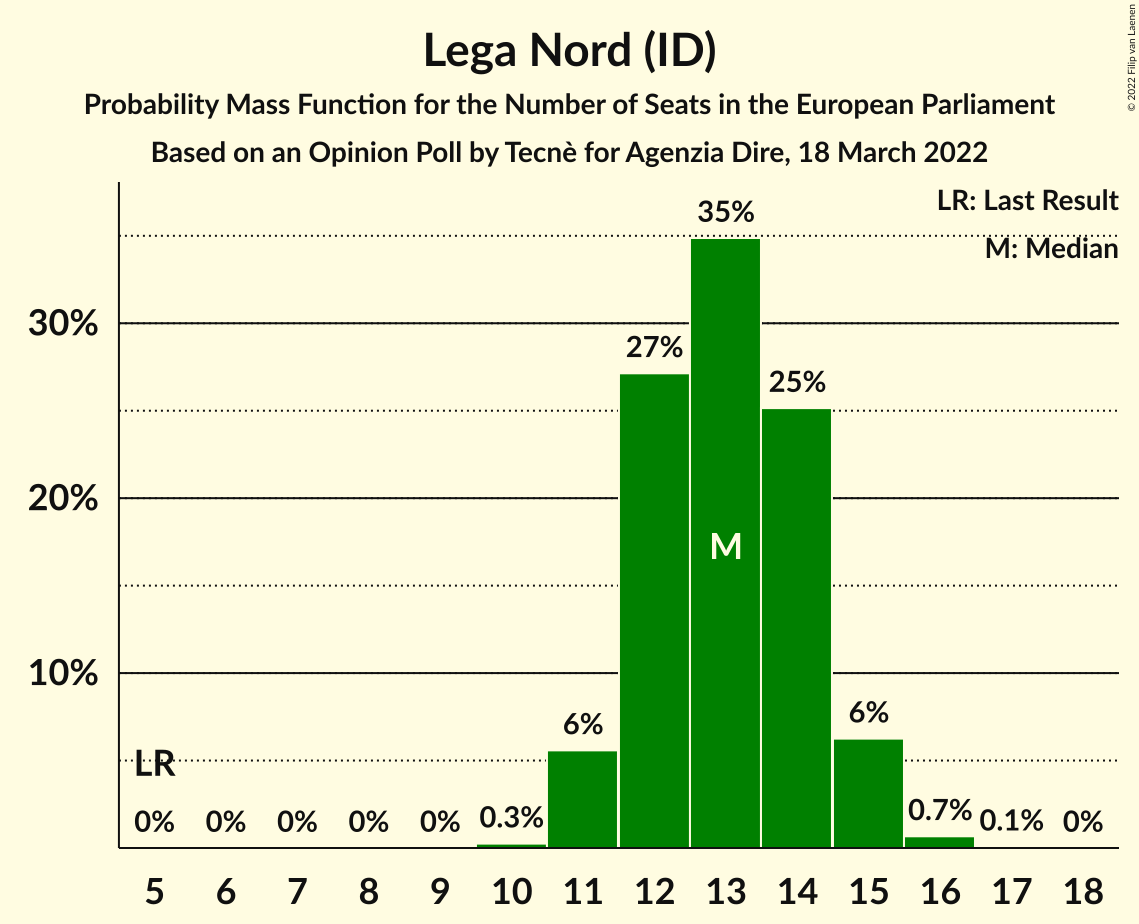 Lega Nord (ID)
Probability Mass Function for the Number of Seats in the European Parliament
Based on an Opinion Poll by Tecnè for Agenzia Dire, 18 March 2022
© 2022 Filip van Laenen
LR: Last Result
M: Median
35%
30%
27%
25%
20%
M
10%
6%
6%
LR
0% 0% 0% 0% 0% 0.3% 0.7% 0.1% 0%
5 6 7 8 9 10 11 12 13 14 15 16 17 18